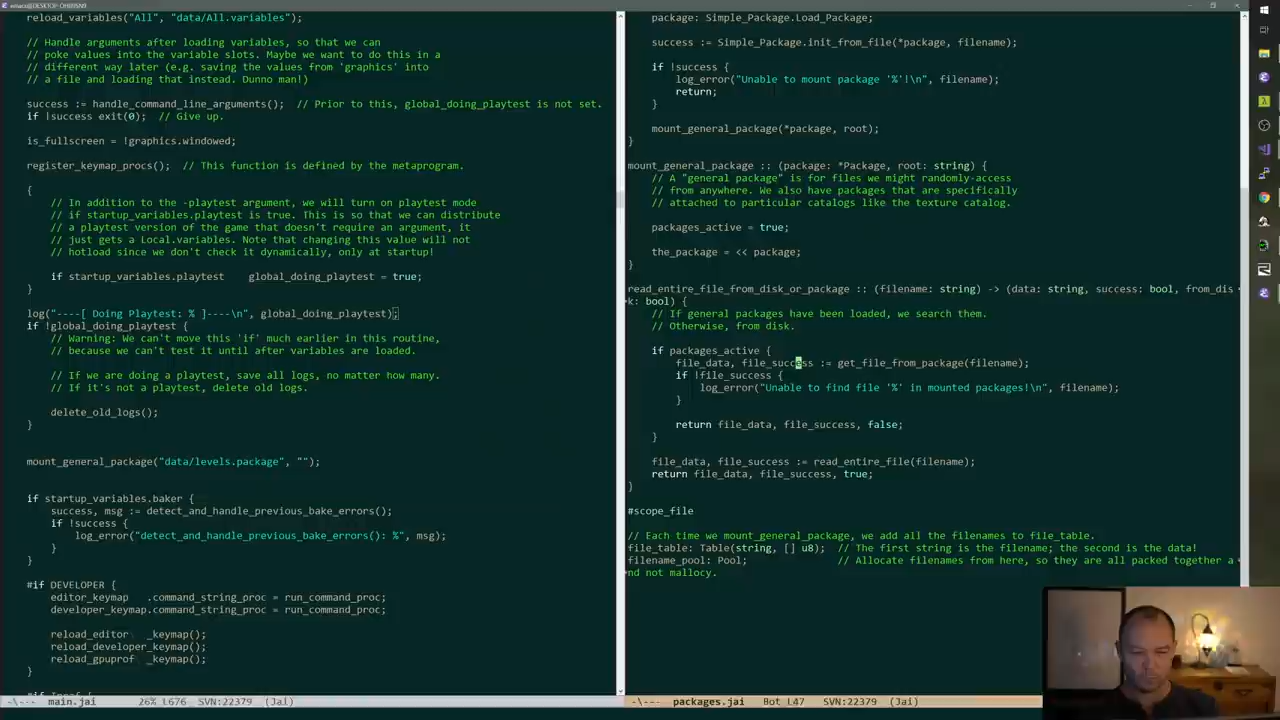 emacs@DESKTOP-OH89SN9
reload_variables("All", "data/All.variables");
// Handle arguments after loading variables, so that we can
// poke values into the variable slots. Maybe we want to do this in a
// different way later (e.g. saving the values from 'graphics' into
// a file and loading that instead. Dunno man!)
success := handle_command_line_arguments();  // Prior to this, global_doing_playtest is not set.
if !success exit(0);  // Give up.
is_fullscreen = !graphics.windowed;
register_keymap_procs();  // This function is defined by the metaprogram.
{
// In addition to the -playtest argument, we will turn on playtest mode
// if startup_variables.playtest is true. This is so that we can distribute
// a playtest version of the game that doesn't require an argument, it
// just gets a Local.variables. Note that changing this value will not
// hotload since we don't check it dynamically, only at startup!
if startup_variables.playtest    global_doing_playtest = true;
}
log("----[ Doing Playtest: % ]----\n", global_doing_playtest);
if !global_doing_playtest {
// Warning: We can't move this 'if' much earlier in this routine,
// because we can't test it until after variables are loaded.
// If we are doing a playtest, save all logs, no matter how many.
// If it's not a playtest, delete old logs.
delete_old_logs();
}
mount_general_package("data/levels.package", "");
if startup_variables.baker {
success, msg := detect_and_handle_previous_bake_errors();
if !success {
log_error("detect_and_handle_previous_bake_errors(): %", msg);
}
}
#if DEVELOPER {
editor_keymap   .command_string_proc = run_command_proc;
developer_keymap.command_string_proc = run_command_proc;
reload_editor   _keymap();
reload_developer_keymap();
reload_gpuprof  _keymap();
}
-\---  main.jai       26% L676   SVN:22379  (Jai)
package: Simple_Package.Load_Package;
success := Simple_Package.init_from_file(*package, filename);
if !success {
log_error("Unable to mount package '%'!\n", filename);
return;
}
mount_general_package(*package, root);
}
mount_general_package :: (package: *Package, root: string) {
// A "general package" is for files we might randomly-access
// from anywhere. We also have packages that are specifically
// attached to particular catalogs like the texture catalog.
packages_active = true;
the_package = << package;
}
read_entire_file_from_disk_or_package :: (filename: string) -> (data: string, success: bool, from_dis
k: bool) {
// If general packages have been loaded, we search them.
// Otherwise, from disk.
if packages_active {
file_data, file_success := get_file_from_package(filename);
if !file_success {
log_error("Unable to find file '%' in mounted packages!\n", filename);
}
return file_data, file_success, false;
}
file_data, file_success := read_entire_file(filename);
return file_data, file_success, true;
}
#scope_file
// Each time we mount_general_package, we add all the filenames to file_table.
file_table: Table(string, [] u8);  // The first string is the filename; the second is the data!
filename_pool: Pool;               // Allocate filenames from here, so they are all packed together a
nd not mallocy.
-\---  packages.jai   Bot L47    SVN:22379  (Jai)